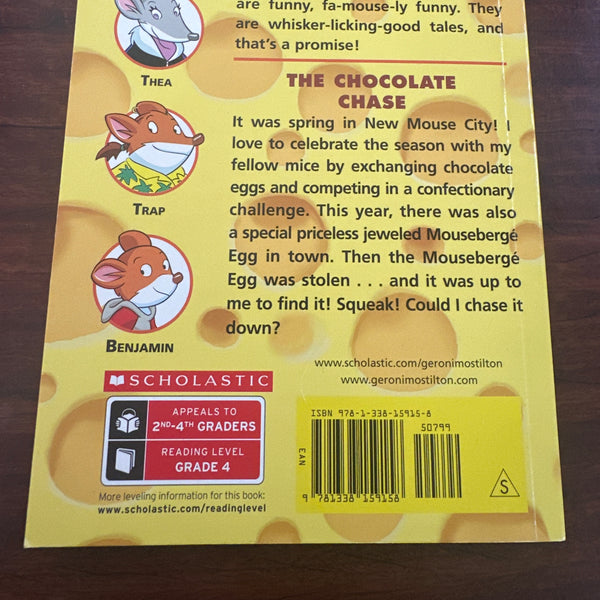 are funny, fa-mouse-ly funny. They
are whisker-licking-good tales, and
that's a promise!
THEA
THE CHOCOLATE
CHASE
It was spring in New Mouse City! I
love to celebrate the season with my
fellow mice by exchanging chocolate
eggs and competing in a confectionary
challenge. This year, there was also
a special priceless jeweled Mousebergé
Egg in town. Then the Mousebergé
Egg was stolen . . . and it was up to
me to find it! Squeak! Could I chase it
down?
TRAP
BENJAMIN
www.scholastic.com/geronimostilton
www.geronimostilton.com
SCHOLASTIC
APPEALS TO
2ND-4TH GRADERS
READING LEVEL
GRADE 4
More leveling information for this book:
www.scholastic.com/readinglevel
ISBN 978-1-338-15915-8
50799
EAN
9 781338 159158
S